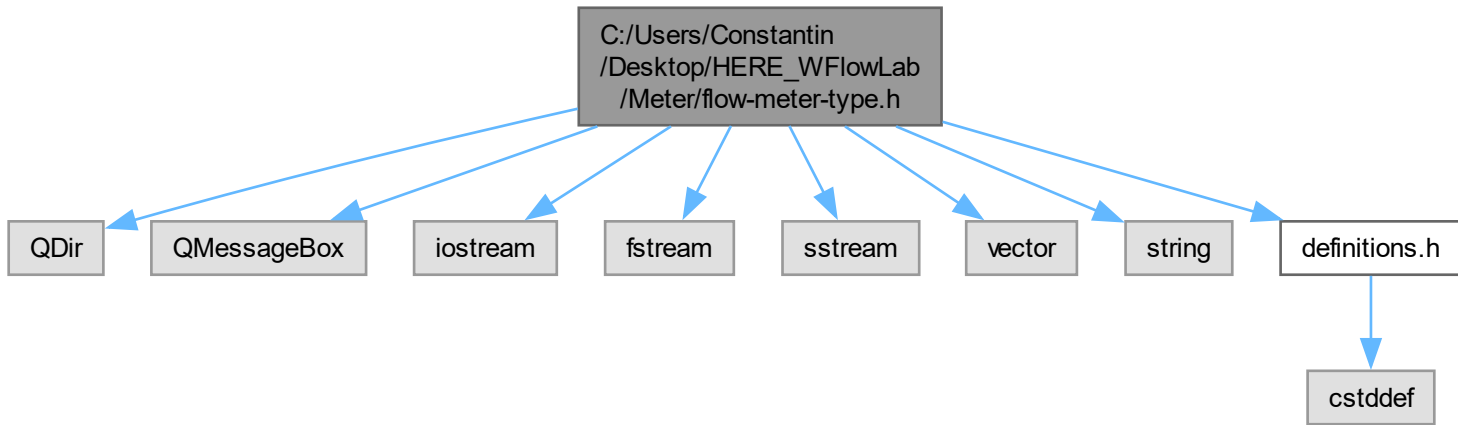 C:/Users/Constantin
/Desktop/HERE_WFlowLab
/Meter/flow-meter-type.h
QDir
QMessageBox
iostream
fstream
sstream
vector
string
definitions.h
cstddef